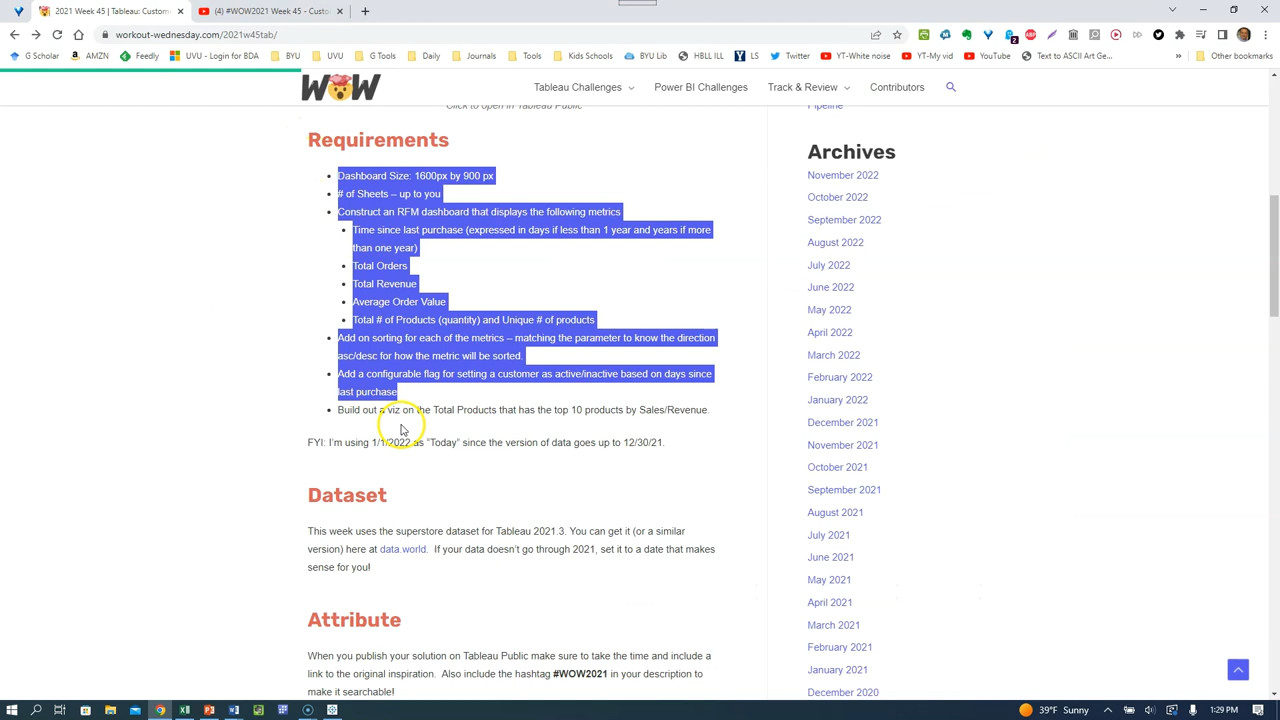 2021 Week 45 | Tableau: Custom
(4) #WOW2021 Week 45 - Custom
workout-wednesday.com/2021w45tab/
G Scholar
AMZN
Feedly
UVU - Login for BDA
BYU
UVU
G Tools
Daily
Journals
Tools
Kids Schools
BYU Lib
HBLL ILL
LS
Twitter
YT-White noise
YT-My vid
YouTube
Text to ASCII Art Ge...
Other bookmarks
WOW
Tableau Challenges
Power BI Challenges
Track & Review
Contributors
Click to open in Tableau Public
Requirements
Dashboard Size: 1600px by 900 px
# of Sheets – up to you
Construct an RFM dashboard that displays the following metrics
Time since last purchase (expressed in days if less than 1 year and years if more
than one year)
Total Orders
Total Revenue
Average Order Value
Total # of Products (quantity) and Unique # of products
Add on sorting for each of the metrics – matching the parameter to know the direction
asc/desc for how the metric will be sorted.
Add a configurable flag for setting a customer as active/inactive based on days since
last purchase
Build out a viz on the Total Products that has the top 10 products by Sales/Revenue.
FYI: I'm using 1/1/2022 as “Today” since the version of data goes up to 12/30/21.
Dataset
This week uses the superstore dataset for Tableau 2021.3. You can get it (or a similar
version) here at data.world. If your data doesn't go through 2021, set it to a date that makes
sense for you!
Attribute
When you publish your solution on Tableau Public make sure to take the time and include a
link to the original inspiration. Also include the hashtag #WOW2021 in your description to
make it searchable!
Pipeline
Archives
November 2022
October 2022
September 2022
August 2022
July 2022
June 2022
May 2022
April 2022
March 2022
February 2022
January 2022
December 2021
November 2021
October 2021
September 2021
August 2021
July 2021
June 2021
May 2021
April 2021
March 2021
February 2021
January 2021
December 2020
39°F Sunny
1:29 PM